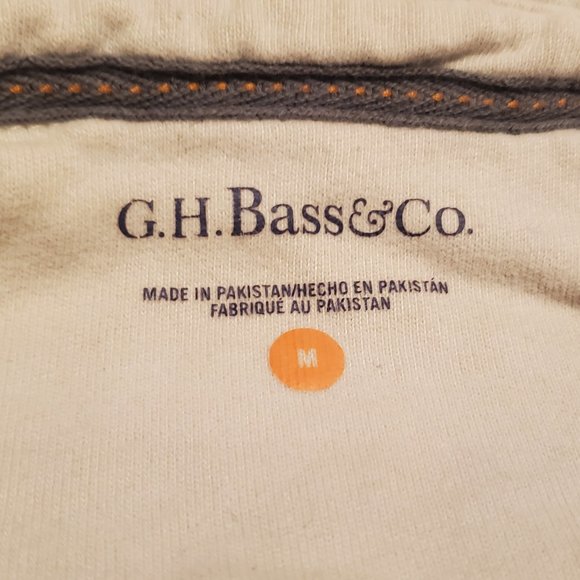 G.H.Bass&Co.
MADE IN PAKISTAN/HECHO EN PAKISTÁN
FABRIQUÉ AU PAKISTAN
M